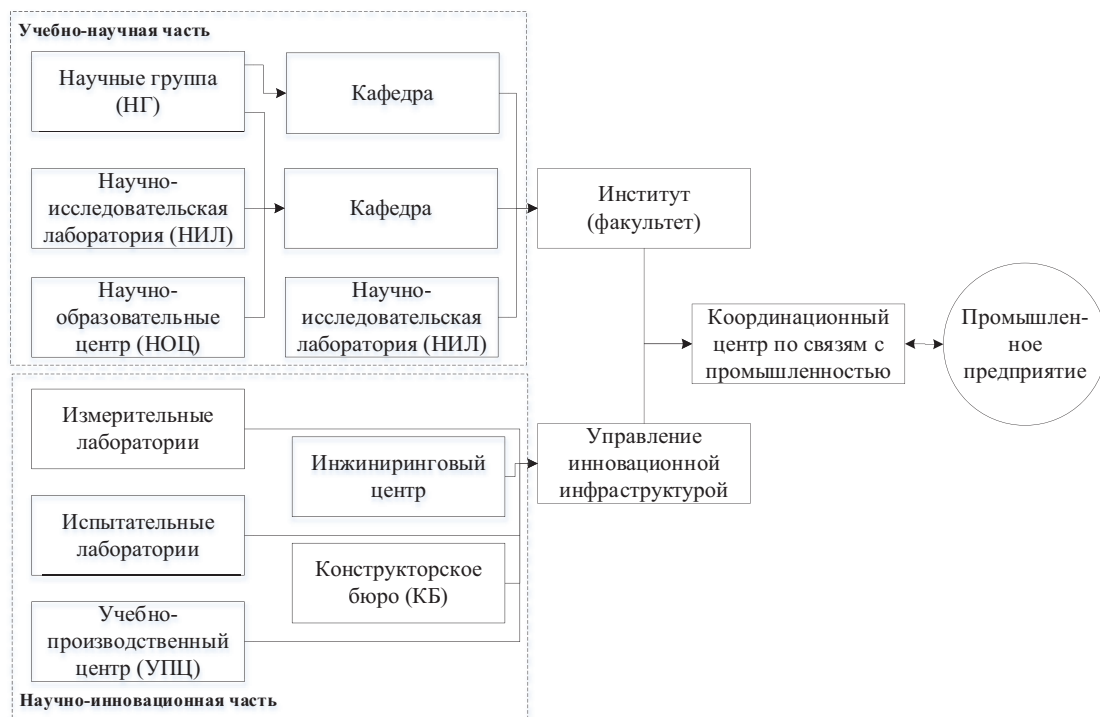 Учебно-научная часть
Научные группа
(НГ)
Кафедра
Научно-
исследовательская
лаборатория (НИЛ)
Кафедра
Научно-
образовательные
центр (НОЦ)
Научно-
исследовательская
лаборатория (НИЛ)
Институт
(факультет)
Координационный
центр по связям с
промышленностью
Промышлен-
ное
предприятие
Измерительные
лаборатории
Инжиниринговый
центр
Управление
инновационной
инфраструктурой
Испытательные
лаборатории
Конструкторское
бюро (КБ)
Учебно-
производственный
центр (УПЦ)
Научно-инновационная часть